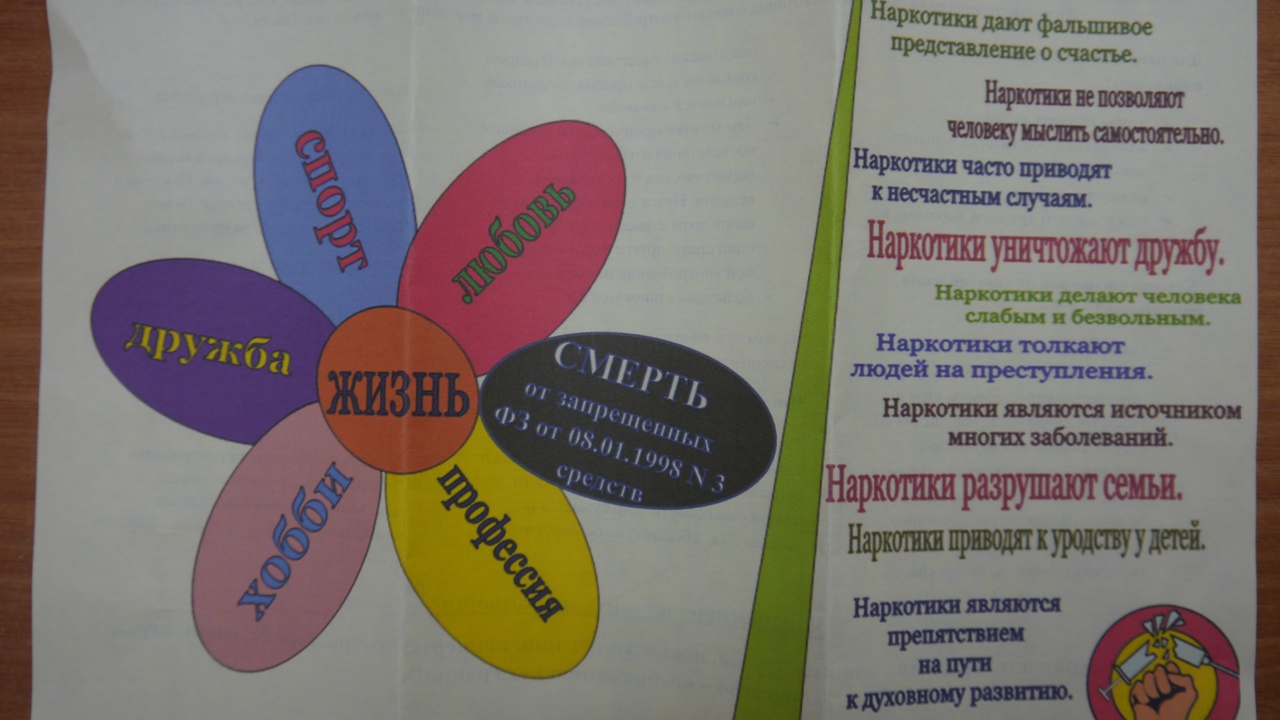 спорт
любовь
дружба
ЖИЗНЬ
СМЕРТЬ
от запрещенных
ФЗ от 08.01.1998 N 3
средств
хобби
профессия
Наркотики дают фальшивое
представление о счастье.
Наркотики не позволяют
человеку мыслить самостоятельно.
Наркотики часто приводят
к несчастным случаям.
Наркотики уничтожают дружбу.
Наркотики делают человека
слабым и безвольным.
Наркотики толкают
людей на преступления.
Наркотики являются источником
многих заболеваний.
Наркотики разрушают семьи.
Наркотики приводят к уродству у детей.
Наркотики являются
препятствием
на пути
к духовному развитию.